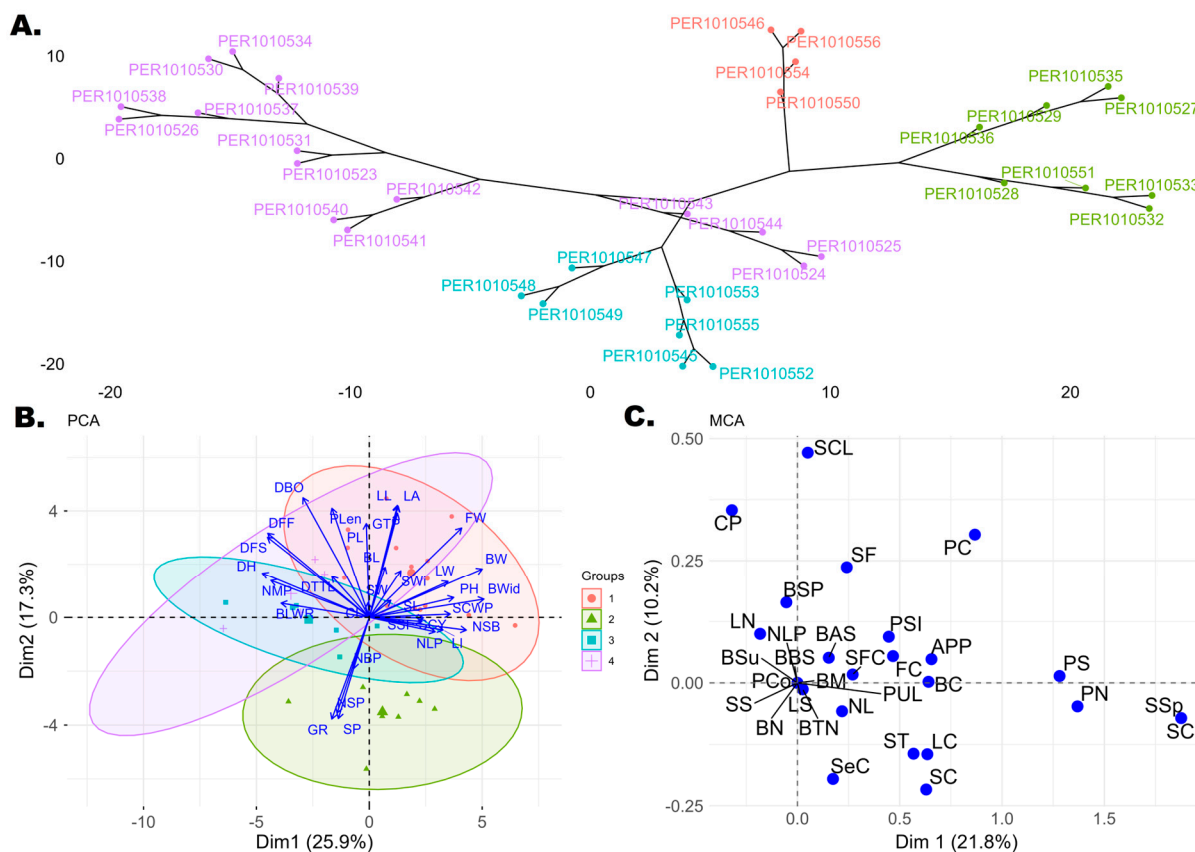 A.
10
0
-10
-20
-20
-10
0
10
20
PER1010534
PER1010530
PER1010539
PER1010538
PER1010537
PER1010526
PER1010531
PER1010523
PER1010542
PER1010540
PER1010541
PER1010546
PER1010556
PER1010554
PER1010550
PER1010535
PER1010527
PER1010529
PER1010536
PER1010551
PER1010528
PER1010533
PER1010532
PER1010543
PER1010544
PER1010525
PER1010524
PER1010547
PER1010548
PER1010549
PER1010553
PER1010555
PER1010545
PER1010552
B.
PCA
Dim2 (17.3%)
4
0
-4
-10
-5
0
5
Dim1 (25.9%)
DBO
LL
LA
PLen
DFF
PL
FW
DFS
BL
BW
DH
DTTL
SW
SWi
LW
NMP
PH
BWid
BLWR
SL
SCWP
CY
NSB
NLP
LI
NBP
NSP
GR
SP
Groups
1
2
3
4
C.
MCA
Dim 2 (10.2%)
0.50
0.25
0.00
-0.25
0.0
0.5
1.0
1.5
Dim 1 (21.8%)
SCL
CP
SF
PC
BSP
LN
NLP
BAS
PSI
BSu
BBS
SFC
APP
FC
PCo
BM
BC
PS
SS
LS
PUL
PN
BN
BTN
NL
SSp
SC
ST
LC
SeC
SC